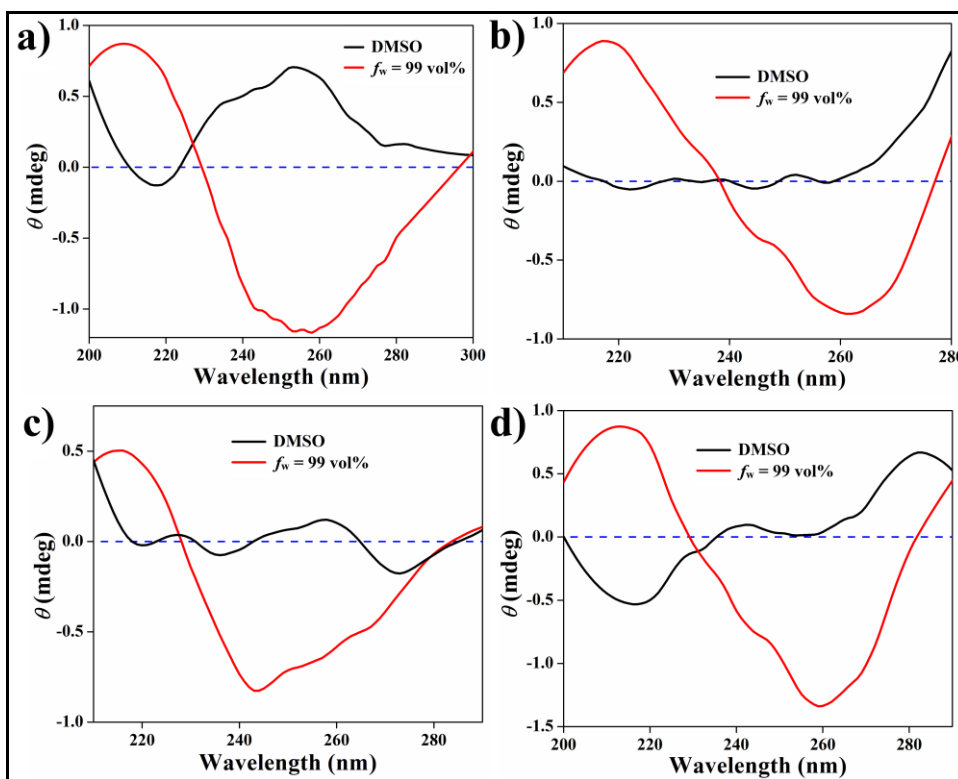 a)
1.0
0.5
0.0
-0.5
-1.0
θ (mdeg)
DMSO
fw = 99 vol%
200 220 240 260 280 300
Wavelength (nm)
b)
1.0
0.5
0.0
-0.5
-1.0
θ (mdeg)
DMSO
fw = 99 vol%
220 240 260 280
Wavelength (nm)
c)
0.5
0.0
-0.5
-1.0
θ (mdeg)
DMSO
fw = 99 vol%
220 240 260 280
Wavelength (nm)
d)
1.0
0.5
0.0
-0.5
-1.0
-1.5
θ (mdeg)
DMSO
fw = 99 vol%
200 220 240 260 280
Wavelength (nm)